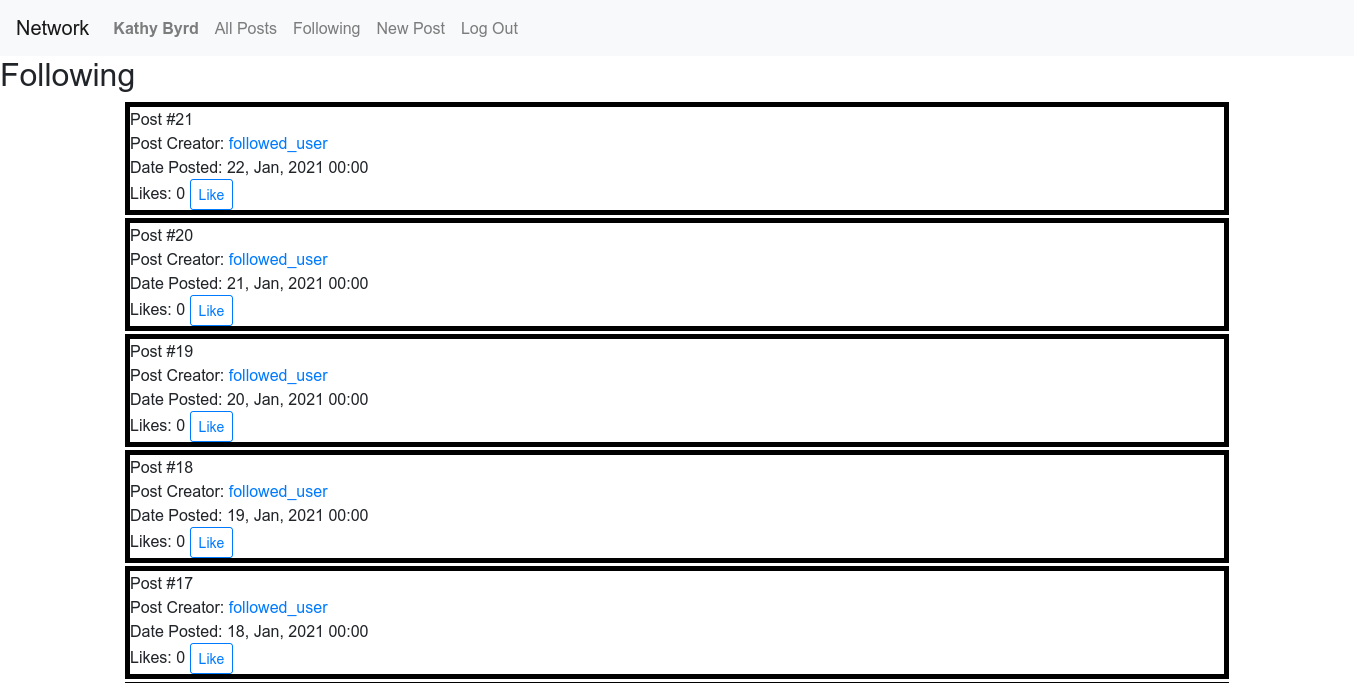 Network Kathy Byrd All Posts Following New Post Log Out
Following
Post #21
Post Creator: followed_user
Date Posted: 22, Jan, 2021 00:00
Likes: 0 Like
Post #20
Post Creator: followed_user
Date Posted: 21, Jan, 2021 00:00
Likes: 0 Like
Post #19
Post Creator: followed_user
Date Posted: 20, Jan, 2021 00:00
Likes: 0 Like
Post #18
Post Creator: followed_user
Date Posted: 19, Jan, 2021 00:00
Likes: 0 Like
Post #17
Post Creator: followed_user
Date Posted: 18, Jan, 2021 00:00
Likes: 0 Like